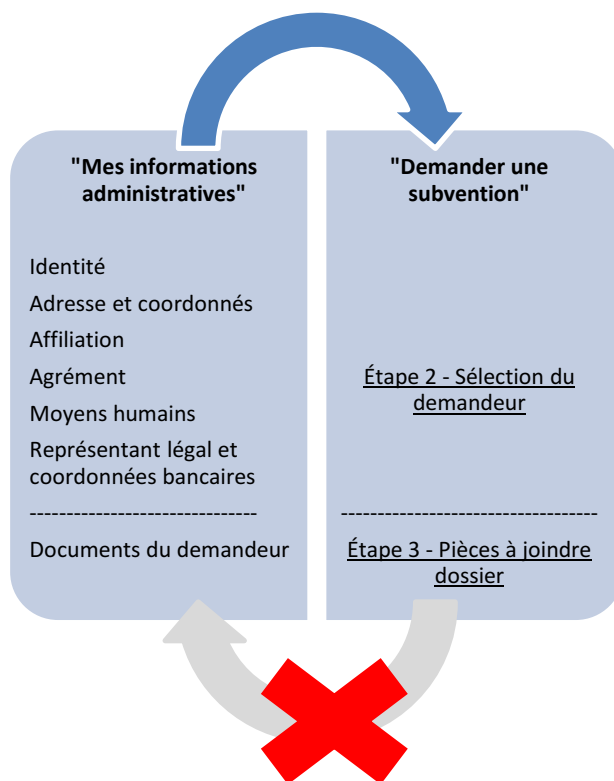 "Mes informations
administratives"
Identité
Adresse et coordonnés
Affiliation
Agrément
Moyens humains
Représentant légal et
coordonnées bancaires
-------------------------------
Documents du demandeur
"Demander une
subvention"
Étape 2 - Sélection du
demandeur
-----------------------------------
Étape 3 - Pièces à joindre
dossier